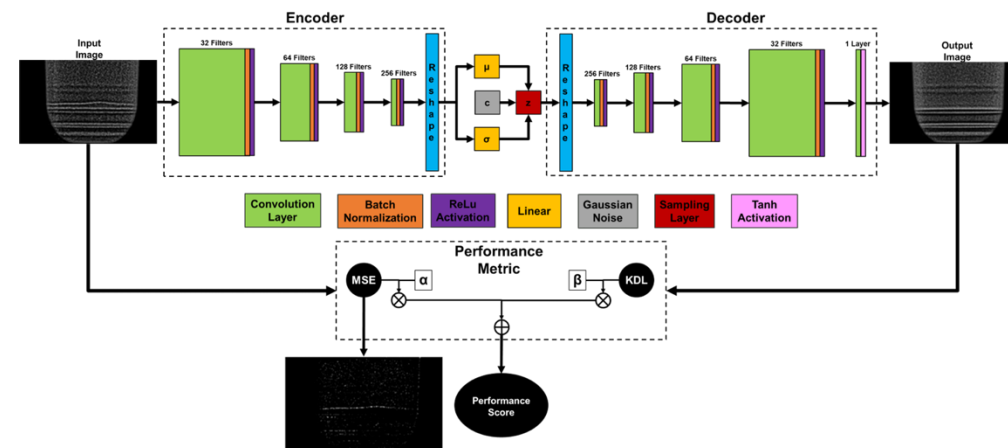 Encoder
Decoder
Input
Image
32 Filters
64 Filters
128 Filters
256 Filters
Reshape
μ
c
σ
z
Reshape
256 Filters
128 Filters
64 Filters
32 Filters
1 Layer
Output
Image
Convolution
Layer
Batch
Normalization
ReLu
Activation
Linear
Gaussian
Noise
Sampling
Layer
Tanh
Activation
Performance
Metric
MSE
α
β
KDL
Performance
Score